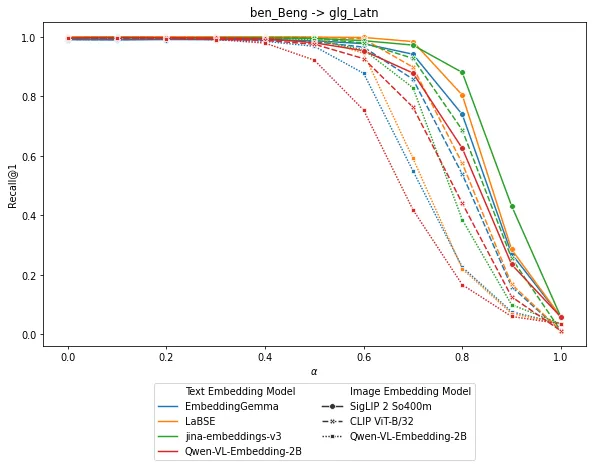 ben_Beng -> glg_Latn
Recall@1
1.0
0.8
0.6
0.4
0.2
0.0
0.0 0.2 0.4 0.6 0.8 1.0
α
Text Embedding Model
EmbeddingGemma
LaBSE
jina-embeddings-v3
Qwen-VL-Embedding-2B
Image Embedding Model
SigLIP 2 So400m
CLIP ViT-B/32
Qwen-VL-Embedding-2B